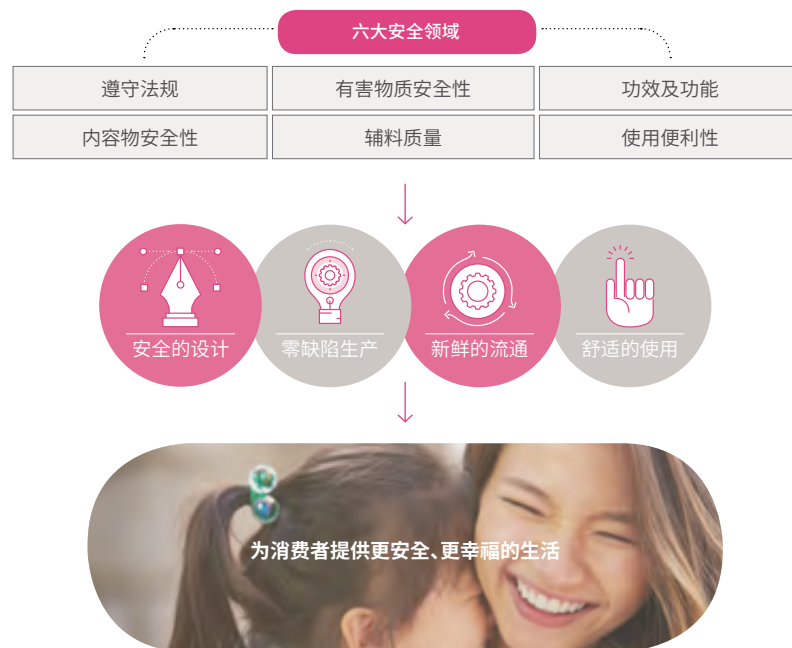 六大安全领域
遵守法规
有害物质安全性
功效及功能
内容物安全性
辅料质量
使用便利性
安全的设计
零缺陷生产
新鲜的流通
舒适的使用
为消费者提供更安全、更幸福的生活